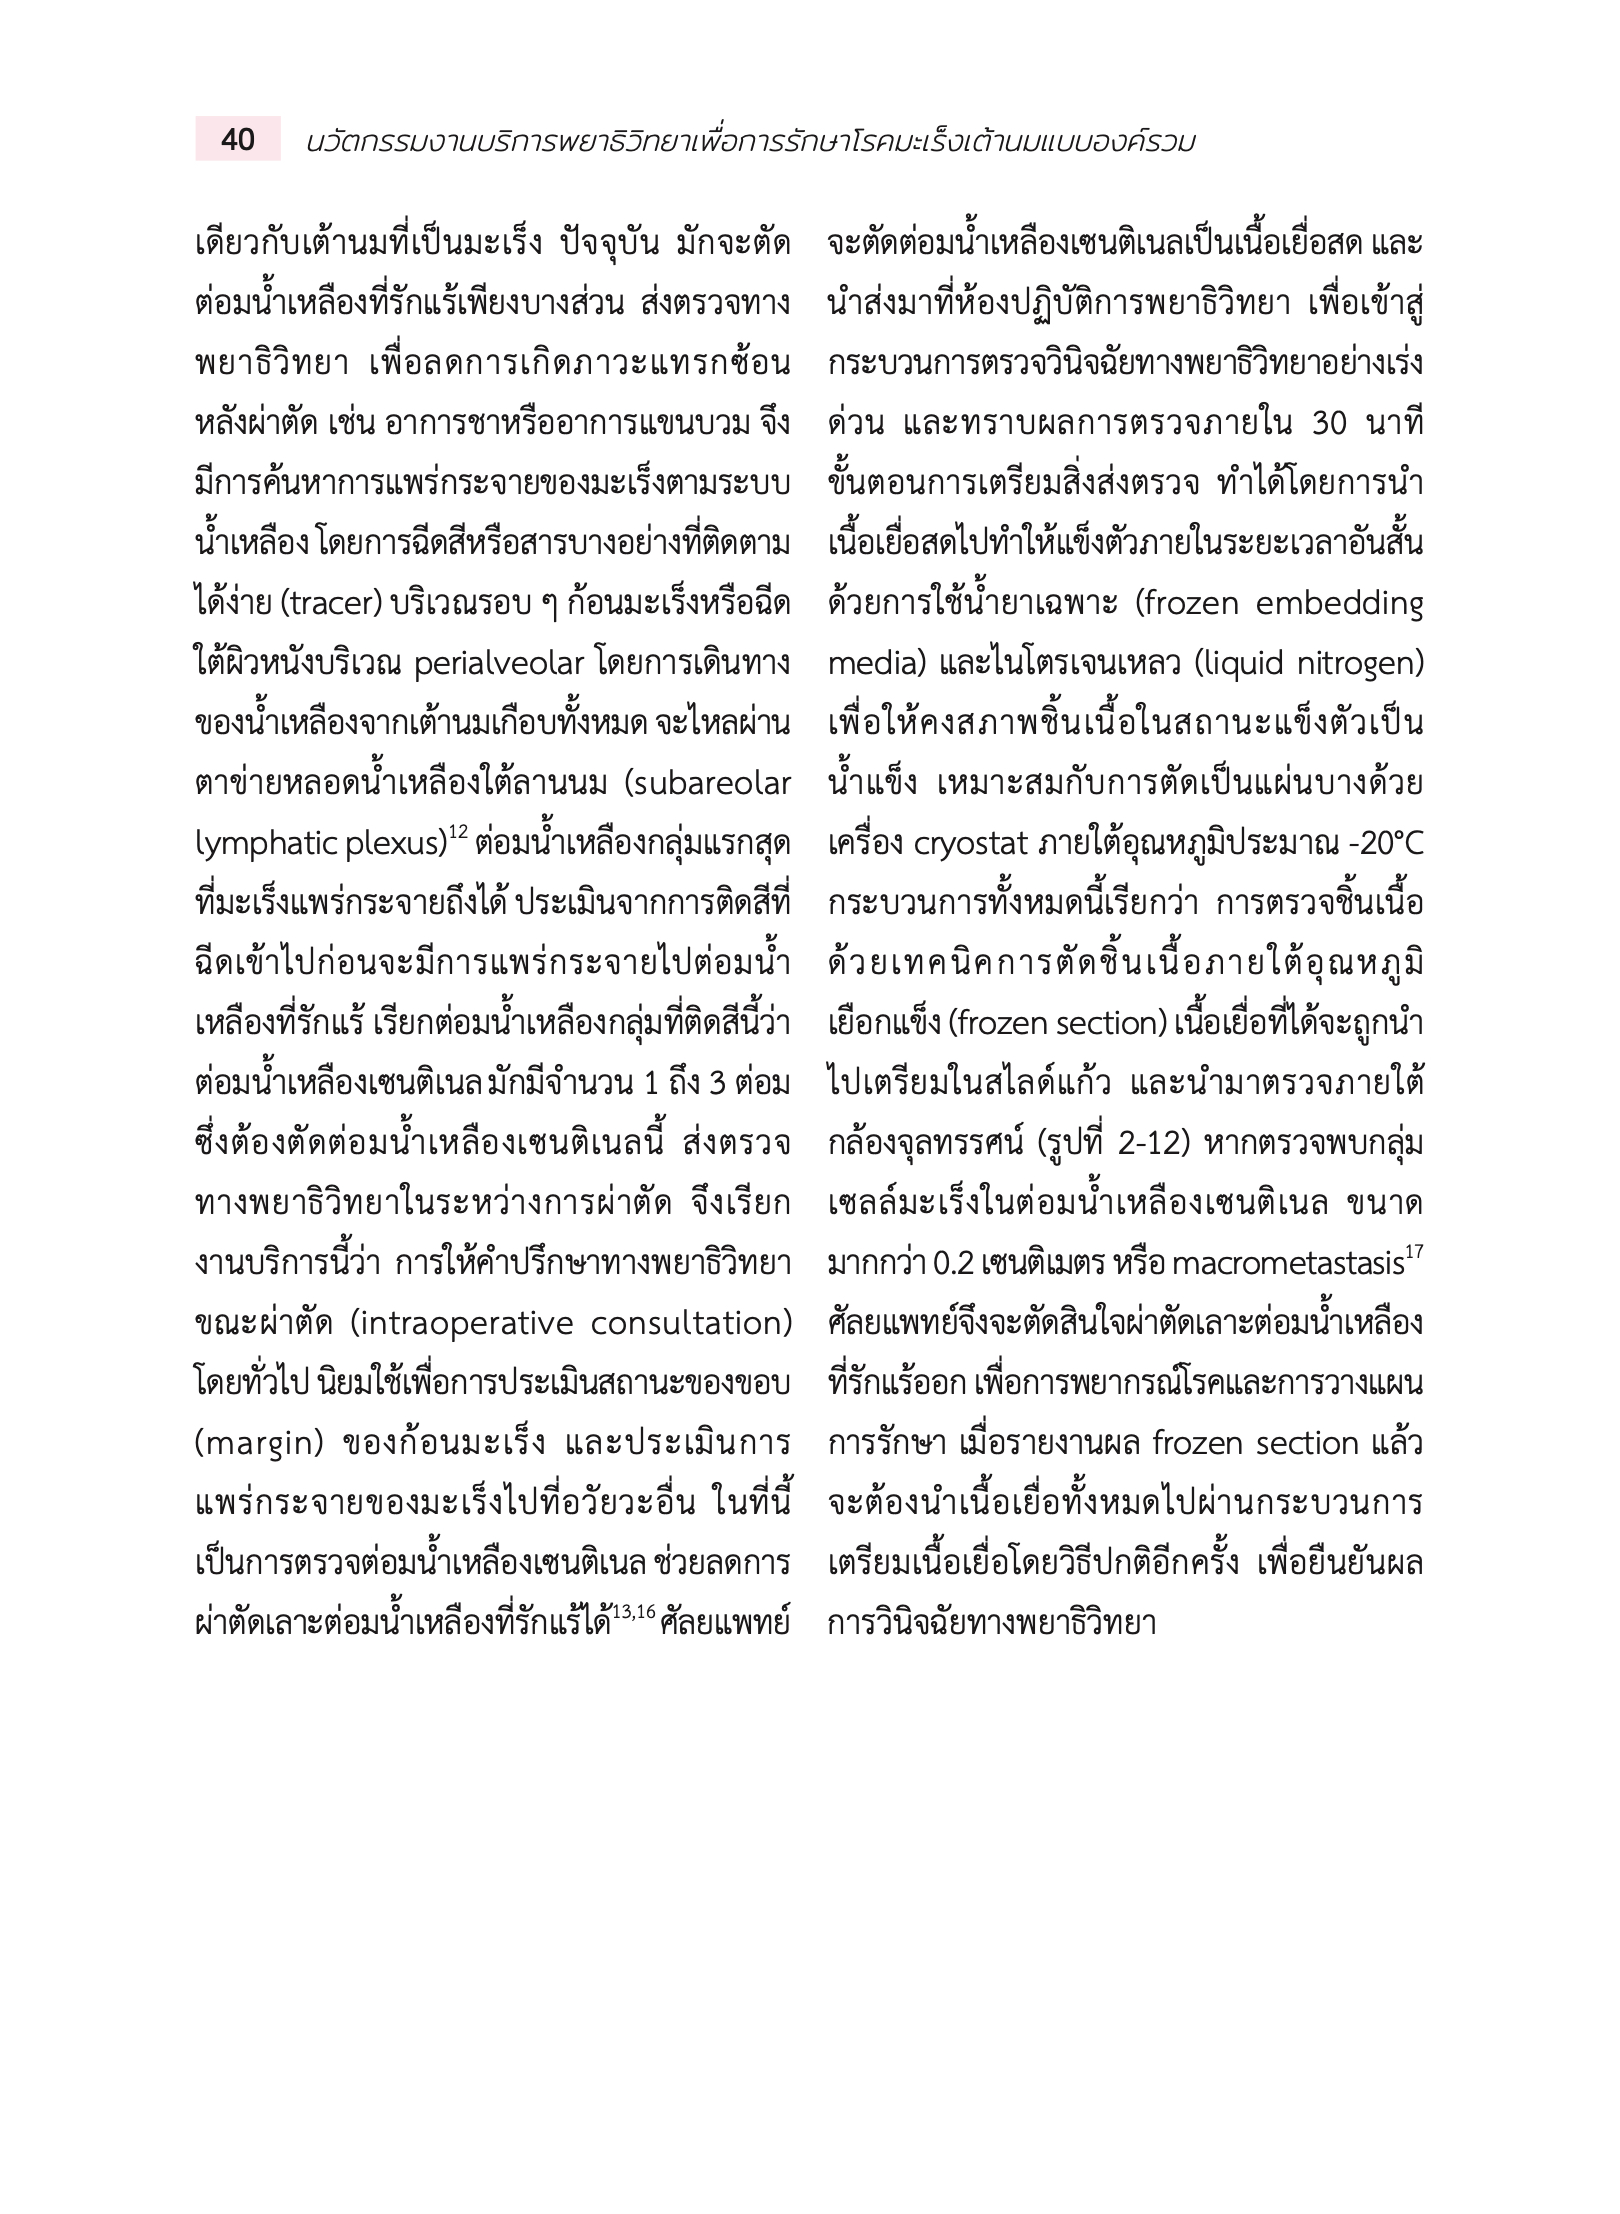 40 นวัตกรรมงานบริการพยาธิวิทยาเพื่อการรักษาโรคมะเร็งเต้านมแบบองค์รวม
เดียวกับเต้านมที่เป็นมะเร็ง ปัจจุบัน มักจะตัด
ต่อมน้ำเหลืองที่รักแร้เพียงบางส่วน ส่งตรวจทาง
พยาธิวิทยา เพื่อลดการเกิดภาวะแทรกซ้อน
หลังผ่าตัด เช่น อาการชาหรืออาการแขนบวม จึง
มีการค้นหาการแพร่กระจายของมะเร็งตามระบบ
น้ำเหลือง โดยการฉีดสีหรือสารบางอย่างที่ติดตาม
ได้ง่าย (tracer) บริเวณรอบ ๆ ก้อนมะเร็งหรือฉีด
ใต้ผิวหนังบริเวณ perialveolar โดยการเดินทาง
ของน้ำเหลืองจากเต้านมเกือบทั้งหมด จะไหลผ่าน
ตาข่ายหลอดน้ำเหลืองใต้ลานนม (subareolar
lymphatic plexus)12 ต่อมน้ำเหลืองกลุ่มแรกสุด
ที่มะเร็งแพร่กระจายถึงได้ ประเมินจากการติดสีที่
ฉีดเข้าไปก่อนจะมีการแพร่กระจายไปต่อมน้ำ
เหลืองที่รักแร้ เรียกต่อมน้ำเหลืองกลุ่มที่ติดสีนี้ว่า
ต่อมน้ำเหลืองเซนติเนล มักมีจำนวน 1 ถึง 3 ต่อม
ซึ่งต้องตัดต่อมน้ำเหลืองเซนติเนลนี้ ส่งตรวจ
ทางพยาธิวิทยาในระหว่างการผ่าตัด จึงเรียก
งานบริการนี้ว่า การให้คำปรึกษาทางพยาธิวิทยา
ขณะผ่าตัด (intraoperative consultation)
โดยทั่วไป นิยมใช้เพื่อการประเมินสถานะของขอบ
(margin) ของก้อนมะเร็ง และประเมินการ
แพร่กระจายของมะเร็งไปที่อวัยวะอื่น ในที่นี้
เป็นการตรวจต่อมน้ำเหลืองเซนติเนล ช่วยลดการ
ผ่าตัดเลาะต่อมน้ำเหลืองที่รักแร้ได้13,16 ศัลยแพทย์
จะตัดต่อมน้ำเหลืองเซนติเนลเป็นเนื้อเยื่อสด และ
นำส่งมาที่ห้องปฏิบัติการพยาธิวิทยา เพื่อเข้าสู่
กระบวนการตรวจวินิจฉัยทางพยาธิวิทยาอย่างเร่ง
ด่วน และทราบผลการตรวจภายใน 30 นาที
ขั้นตอนการเตรียมสิ่งส่งตรวจ ทำได้โดยการนำ
เนื้อเยื่อสดไปทำให้แข็งตัวภายในระยะเวลาอันสั้น
ด้วยการใช้น้ำยาเฉพาะ (frozen embedding
media) และไนโตรเจนเหลว (liquid nitrogen)
เพื่อให้คงสภาพชิ้นเนื้อในสถานะแข็งตัวเป็น
น้ำแข็ง เหมาะสมกับการตัดเป็นแผ่นบางด้วย
เครื่อง cryostat ภายใต้อุณหภูมิประมาณ -20°C
กระบวนการทั้งหมดนี้เรียกว่า การตรวจชิ้นเนื้อ
ด้วยเทคนิคการตัดชิ้นเนื้อภายใต้อุณหภูมิ
เยือกแข็ง (frozen section) เนื้อเยื่อที่ได้จะถูกนำ
ไปเตรียมในสไลด์แก้ว และนำมาตรวจภายใต้
กล้องจุลทรรศน์ (รูปที่ 2-12) หากตรวจพบกลุ่ม
เซลล์มะเร็งในต่อมน้ำเหลืองเซนติเนล ขนาด
มากกว่า 0.2 เซนติเมตร หรือ macrometastasis17
ศัลยแพทย์จึงจะตัดสินใจผ่าตัดเลาะต่อมน้ำเหลือง
ที่รักแร้ออก เพื่อการพยากรณ์โรคและการวางแผน
การรักษา เมื่อรายงานผล frozen section แล้ว
จะต้องนำเนื้อเยื่อทั้งหมดไปผ่านกระบวนการ
เตรียมเนื้อเยื่อโดยวิธีปกติอีกครั้ง เพื่อยืนยันผล
การวินิจฉัยทางพยาธิวิทยา